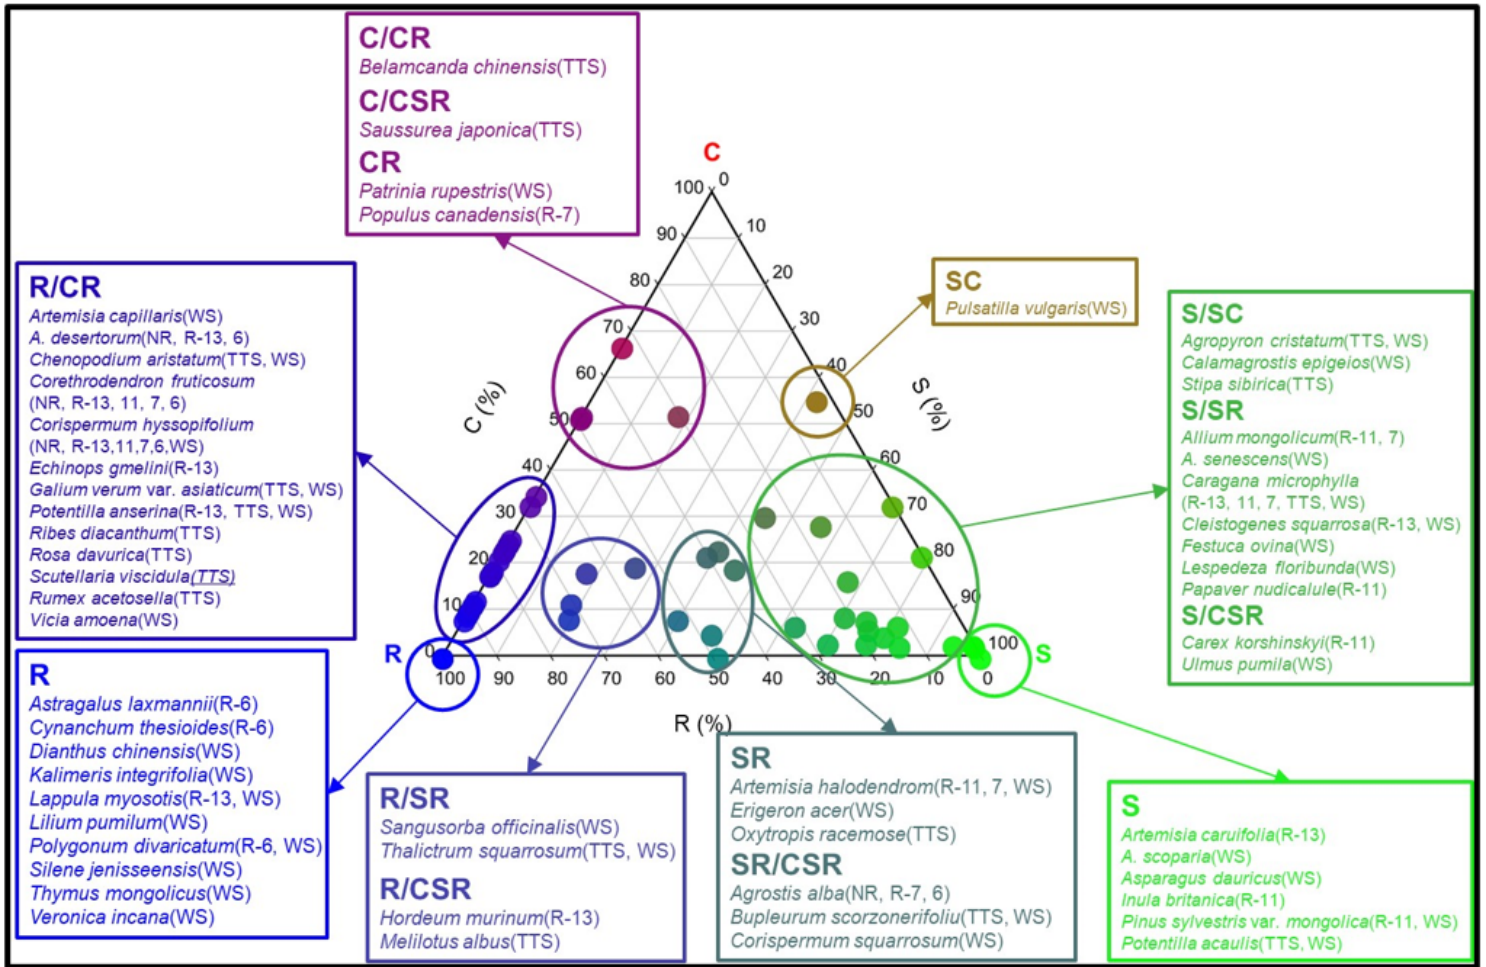 C/CR
Belamcanda chinensis(TTS)
C/CSR
Saussurea japonica(TTS)
CR
Patrinia rupestris(WS)
Populus canadensis(R-7)
R/CR
Artemisia capillaris(WS)
A. desertorum(NR, R-13, 6)
Chenopodium aristatum(TTS, WS)
Corethrodendron fruticosum
(NR, R-13, 11, 7, 6)
Corispermum hyssopifolium
(NR, R-13,11,7,6,WS)
Echinops gmelini(R-13)
Galium verum var. asiaticum(TTS, WS)
Potentilla anserina(R-13, TTS, WS)
Ribes diacanthum(TTS)
Rosa davurica(TTS)
Scutellaria viscidula(TTS)
Rumex acetosella(TTS)
Vicia amoena(WS)
R
Astragalus laxmannii(R-6)
Cynanchum thesioides(R-6)
Dianthus chinensis(WS)
Kalimeris integrifolia(WS)
Lappula myosotis(R-13, WS)
Lilium pumilum(WS)
Polygonum divaricatum(R-6, WS)
Silene jenisseensis(WS)
Thymus mongolicus(WS)
Veronica incana(WS)
C
100 0
90 10
80 20
70 30
60 40
50 50
40 60
30 70
20 80
10 90
0 100
C (%)
S (%)
R
S
100 90 80 70 60 50 40 30 20 10 0
R (%)
SC
Pulsatilla vulgaris(WS)
S/SC
Agropyron cristatum(TTS, WS)
Calamagrostis epigeios(WS)
Stipa sibirica(TTS)
S/SR
Allium mongolicum(R-11, 7)
A. senescens(WS)
Caragana microphylla
(R-13, 11, 7, TTS, WS)
Cleistogenes squarrosa(R-13, WS)
Festuca ovina(WS)
Lespedeza floribunda(WS)
Papaver nudicalule(R-11)
S/CSR
Carex korshinskyi(R-11)
Ulmus pumila(WS)
R/SR
Sangusorba officinalis(WS)
Thalictrum squarrosum(TTS, WS)
R/CSR
Hordeum murinum(R-13)
Melilotus albus(TTS)
SR
Artemisia halodendrom(R-11, 7, WS)
Erigeron acer(WS)
Oxytropis racemose(TTS)
SR/CSR
Agrostis alba(NR, R-7, 6)
Bupleurum scorzonerifoliu(TTS, WS)
Corispermum squarrosum(WS)
S
Artemisia caruifolia(R-13)
A. scoparia(WS)
Asparagus dauricus(WS)
Inula britanica(R-11)
Pinus sylvestris var. mongolica(R-11, WS)
Potentilla acaulis(TTS, WS)